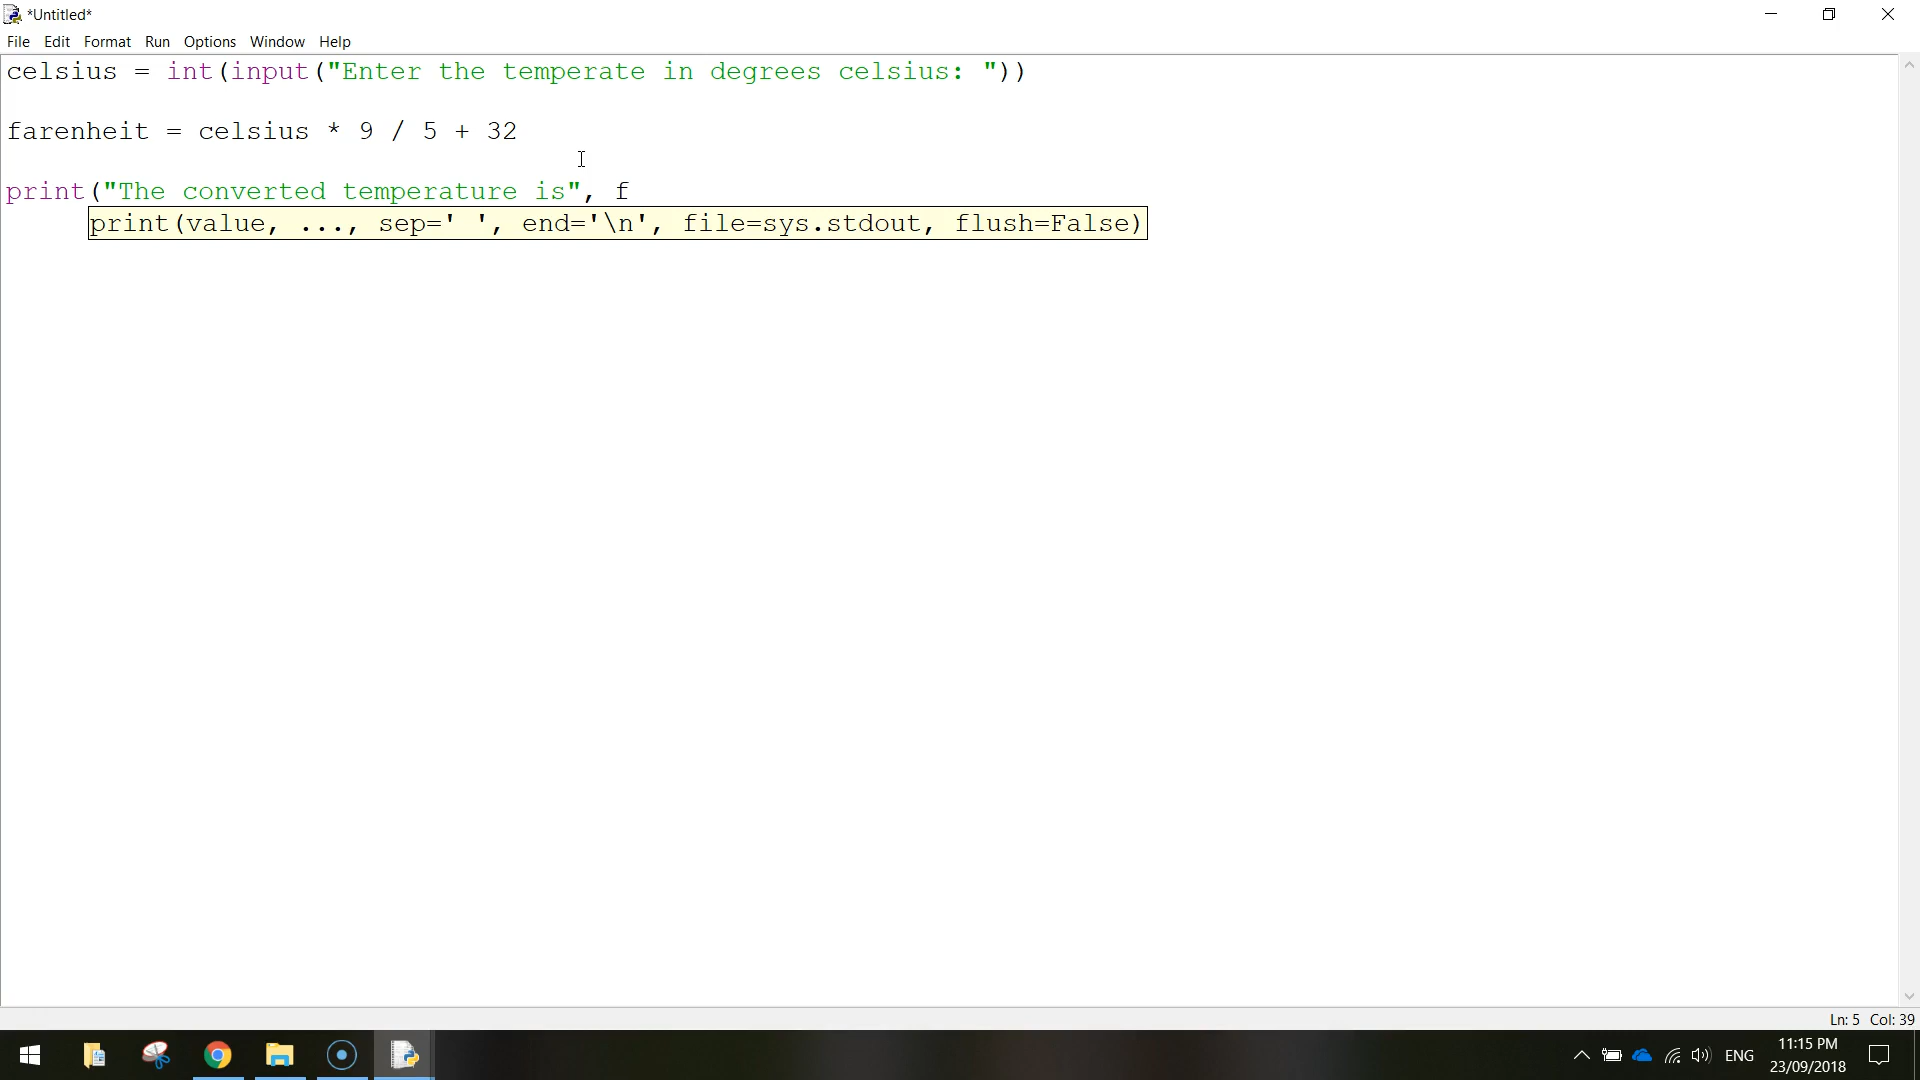 *Untitled*
File Edit Format Run Options Window Help
celsius = int(input("Enter the temperate in degrees celsius: "))
farenheit = celsius * 9 / 5 + 32
print("The converted temperature is", f
print(value, ..., sep=' ', end='\n', file=sys.stdout, flush=False)
Ln: 5 Col: 39
ENG
11:15 PM
23/09/2018